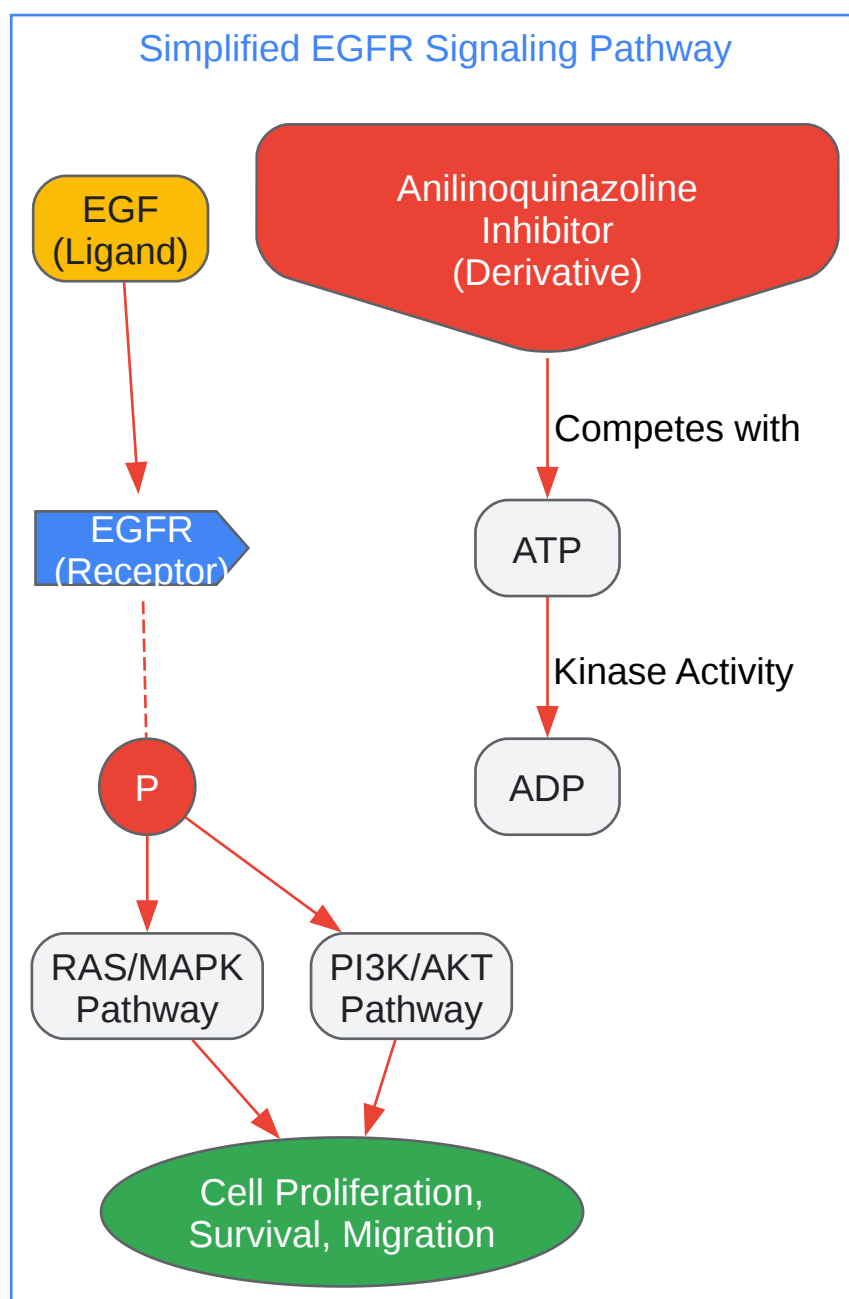 Simplified EGFR Signaling Pathway
EGF
(Ligand)
Anilinoquinazoline
Inhibitor
(Derivative)
Competes with
EGFR
(Receptor)
ATP
Kinase Activity
P
ADP
RAS/MAPK
Pathway
PI3K/AKT
Pathway
Cell Proliferation,
Survival, Migration